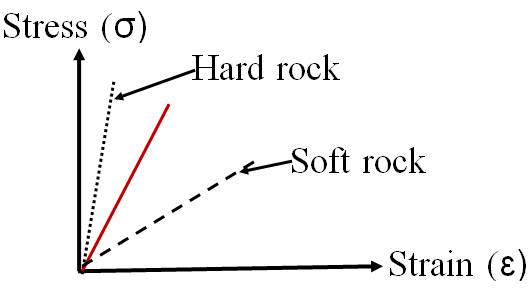 Stress (σ)
Hard rock
Soft rock
Strain (ε)